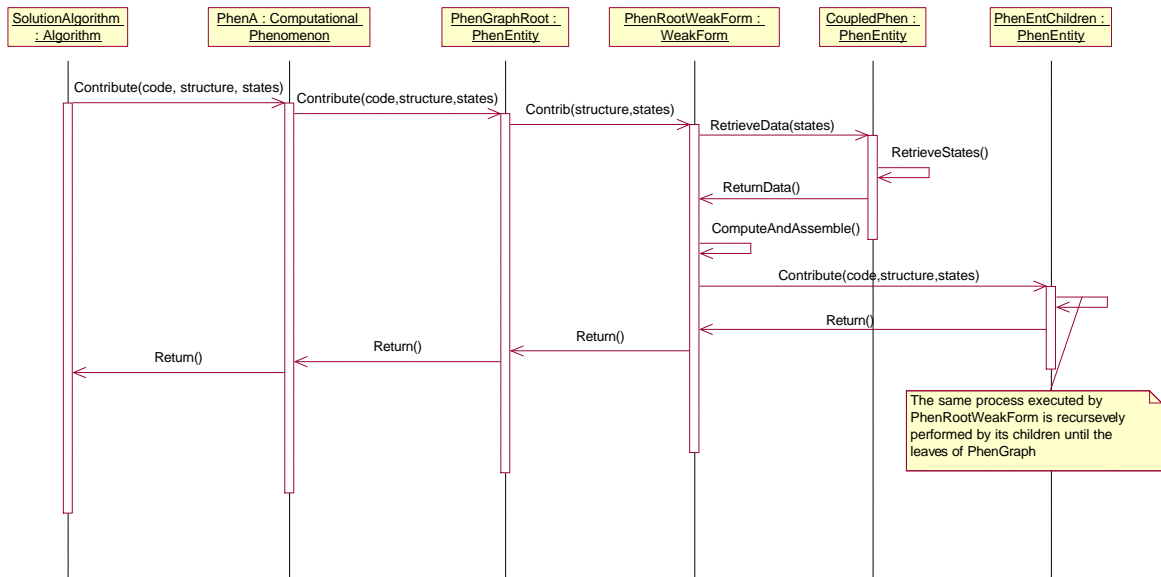 SolutionAlgorithm
: Algorithm
PhenA : Computational
Phenomenon
PhenGraphRoot :
PhenEntity
PhenRootWeakForm :
WeakForm
CoupledPhen :
PhenEntity
PhenEntChildren :
PhenEntity
Contribute(code, structure, states)
Contribute(code,structure,states)
Contrib(structure,states)
RetrieveData(states)
RetrieveStates()
ReturnData()
ComputeAndAssemble()
Contribute(code,structure,states)
Return()
Return()
Return()
Return()
The same process executed by
PhenRootWeakForm is recursevely
performed by its children until the
leaves of PhenGraph